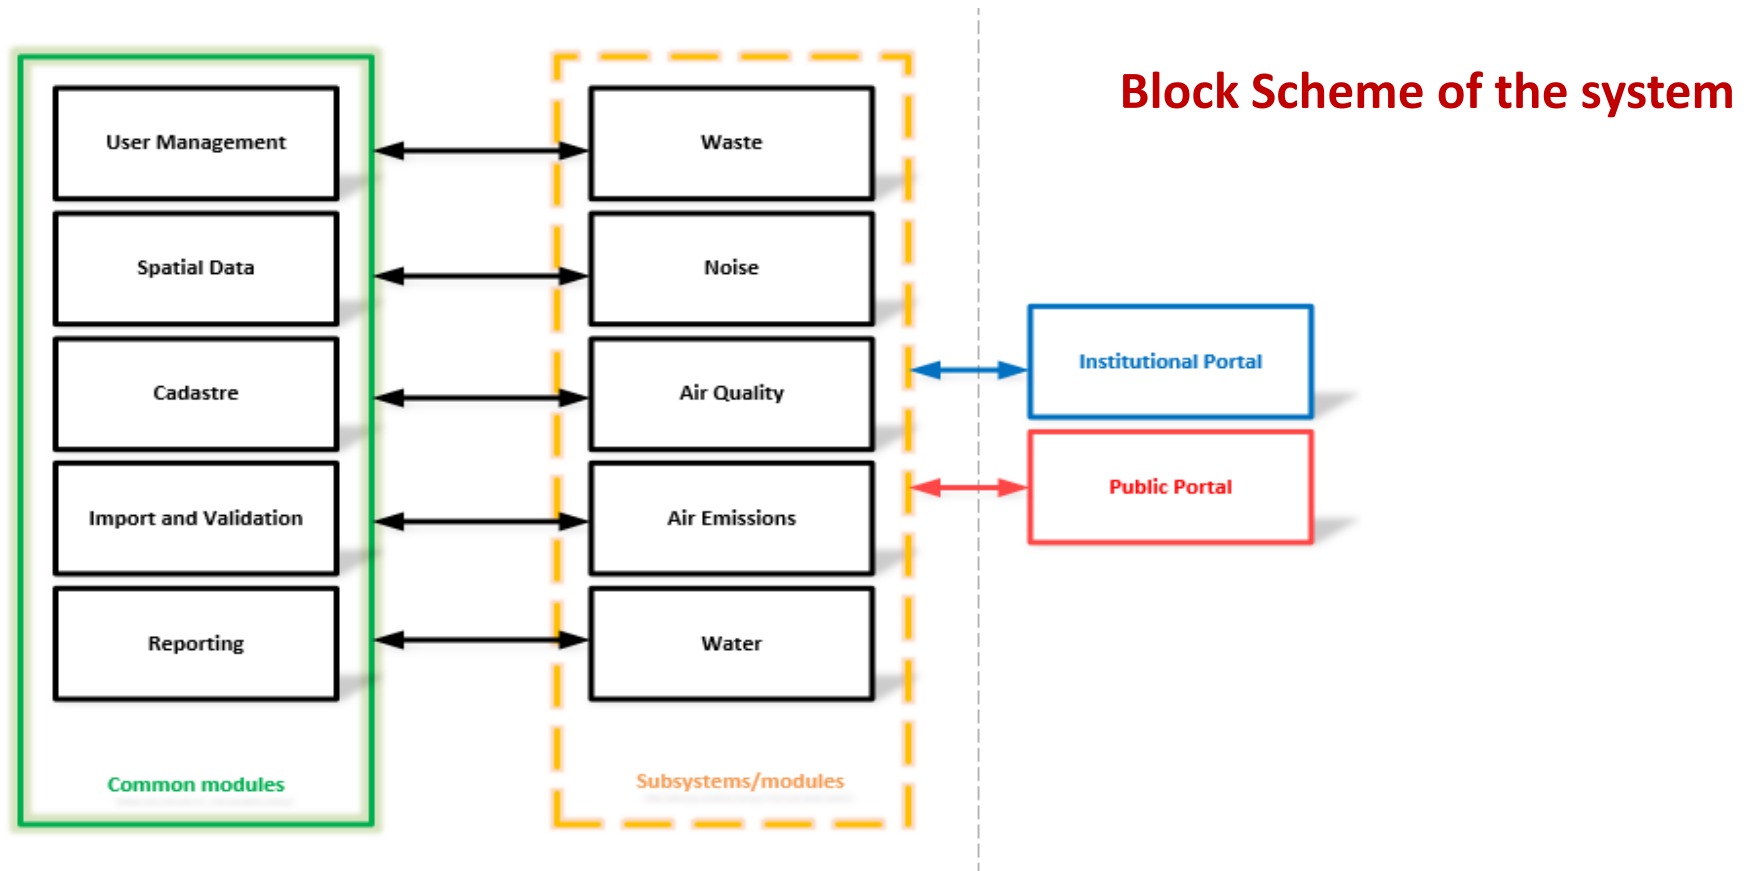 Block Scheme of the system
User Management
Spatial Data
Cadastre
Import and Validation
Reporting
Common modules
Waste
Noise
Air Quality
Air Emissions
Water
Subsystems/modules
Institutional Portal
Public Portal